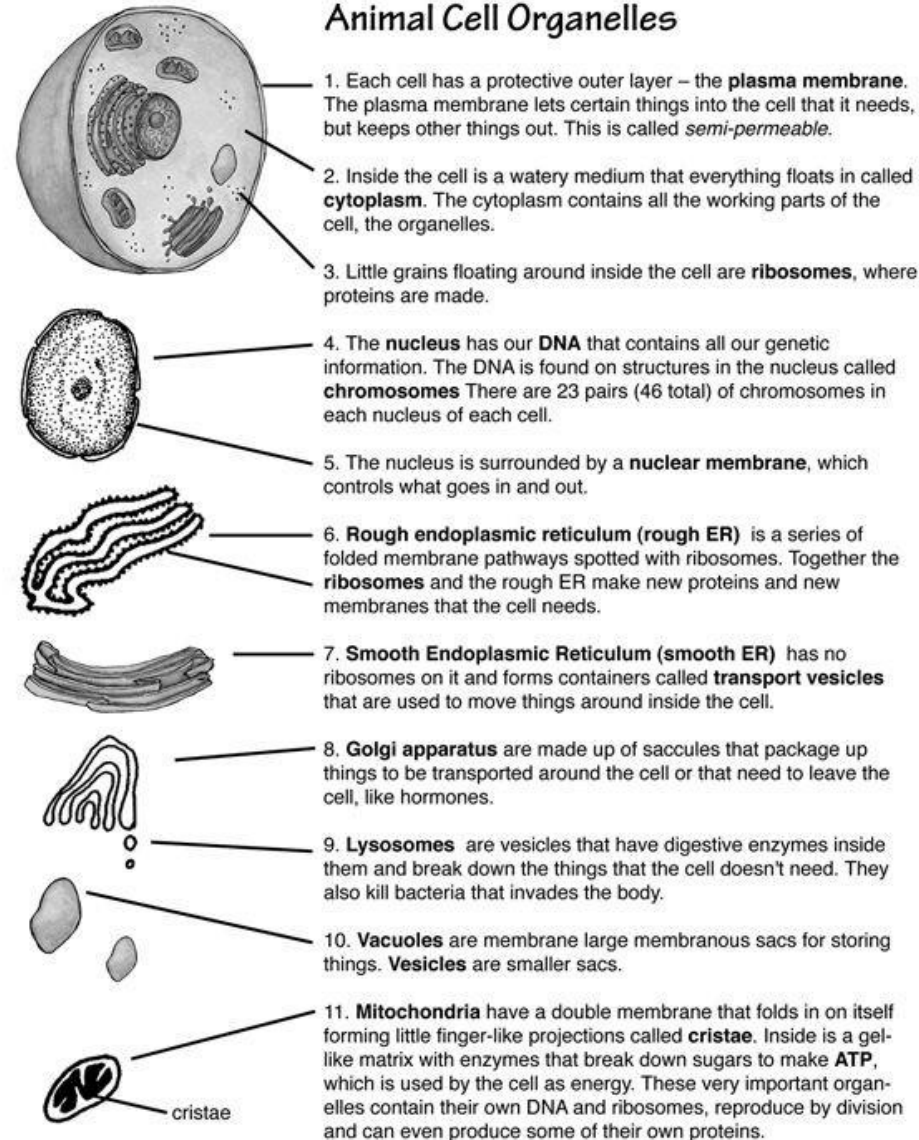 Animal Cell Organelles
1. Each cell has a protective outer layer – the plasma membrane.
The plasma membrane lets certain things into the cell that it needs,
but keeps other things out. This is called semi-permeable.
2. Inside the cell is a watery medium that everything floats in called
cytoplasm. The cytoplasm contains all the working parts of the
cell, the organelles.
3. Little grains floating around inside the cell are ribosomes, where
proteins are made.
4. The nucleus has our DNA that contains all our genetic
information. The DNA is found on structures in the nucleus called
chromosomes There are 23 pairs (46 total) of chromosomes in
each nucleus of each cell.
5. The nucleus is surrounded by a nuclear membrane, which
controls what goes in and out.
6. Rough endoplasmic reticulum (rough ER) is a series of
folded membrane pathways spotted with ribosomes. Together the
ribosomes and the rough ER make new proteins and new
membranes that the cell needs.
7. Smooth Endoplasmic Reticulum (smooth ER) has no
ribosomes on it and forms containers called transport vesicles
that are used to move things around inside the cell.
8. Golgi apparatus are made up of saccules that package up
things to be transported around the cell or that need to leave the
cell, like hormones.
9. Lysosomes are vesicles that have digestive enzymes inside
them and break down the things that the cell doesn't need. They
also kill bacteria that invades the body.
10. Vacuoles are membrane large membranous sacs for storing
things. Vesicles are smaller sacs.
11. Mitochondria have a double membrane that folds in on itself
forming little finger-like projections called cristae. Inside is a gel-
like matrix with enzymes that break down sugars to make ATP,
which is used by the cell as energy. These very important organ-
elles contain their own DNA and ribosomes, reproduce by division
and can even produce some of their own proteins.
cristae